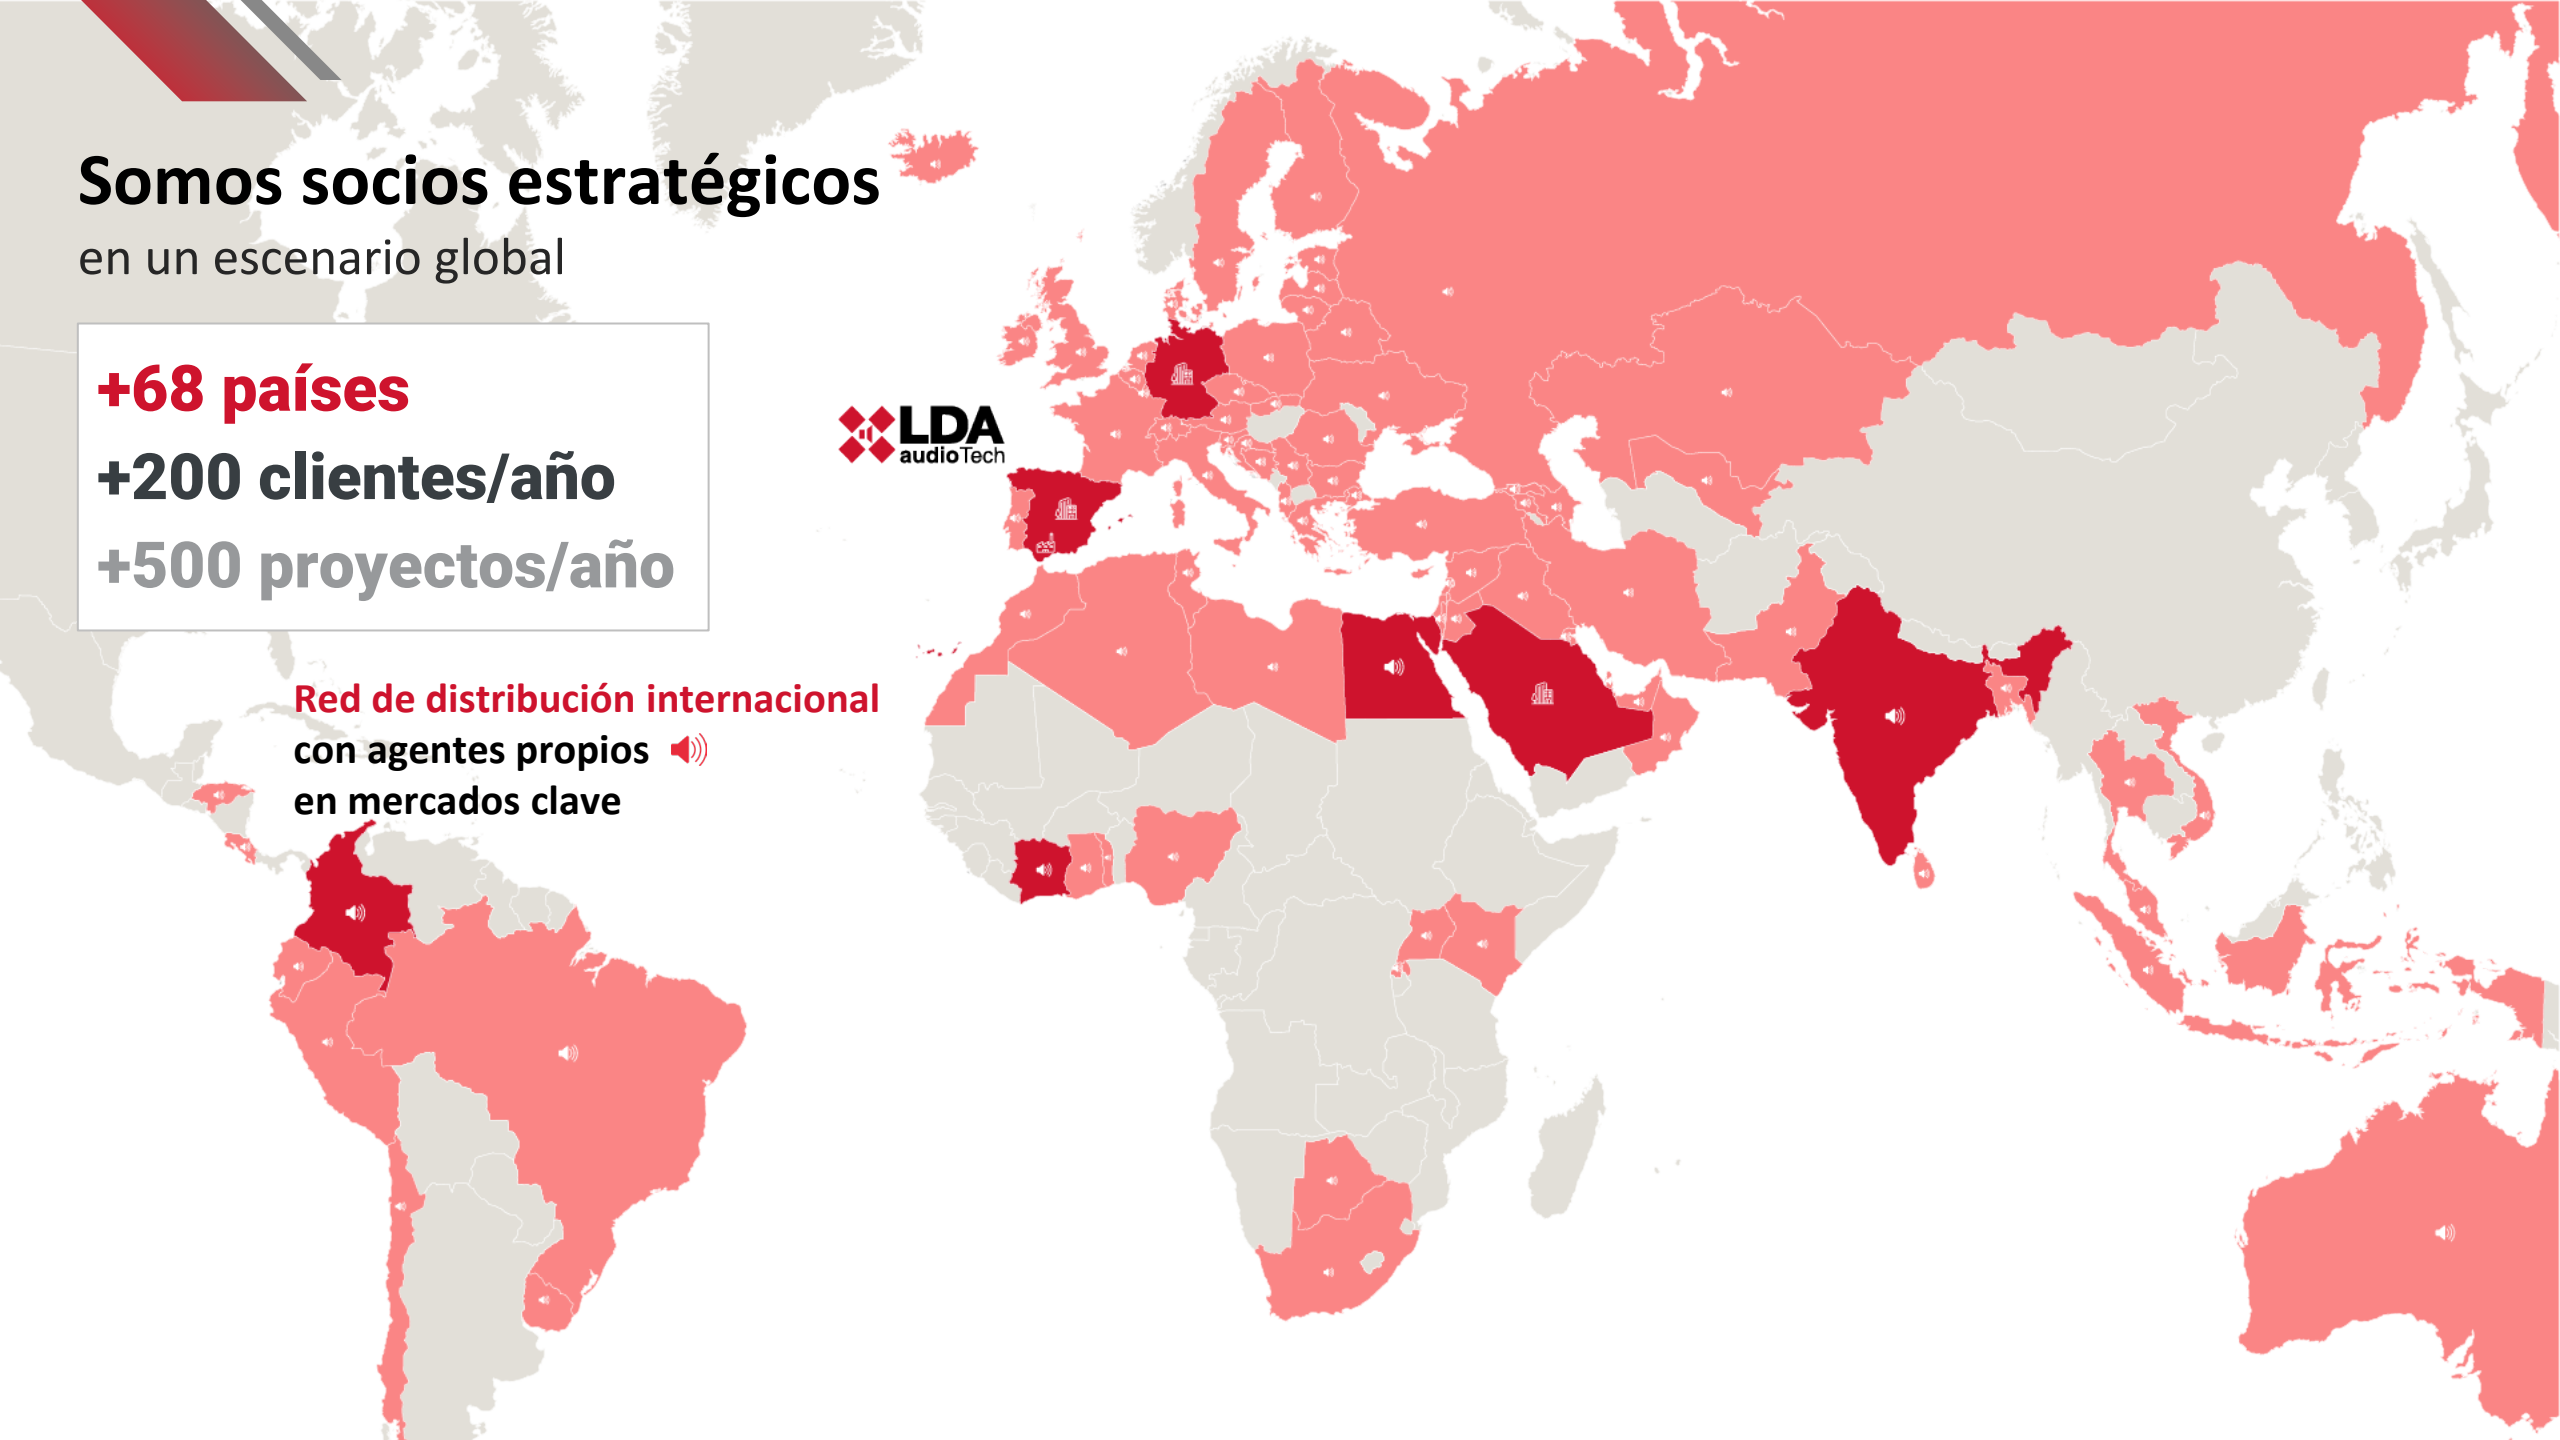 Somos socios estratégicos
en un escenario global
+68 países
+200 clientes/año
+500 proyectos/año
LDA
audioTech
Red de distribución internacional
con agentes propios
en mercados clave